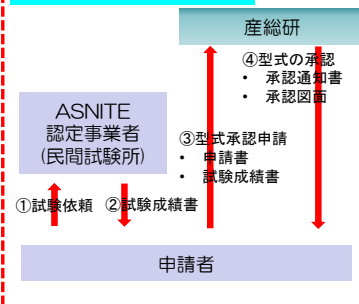 産総研
④型式の承認
• 承認通知書
• 承認図面
ASNITE
認定事業者
(民間試験所)
③型式承認申請
• 申請書
• 試験成績書
①試験依頼
②試験成績書
申請者